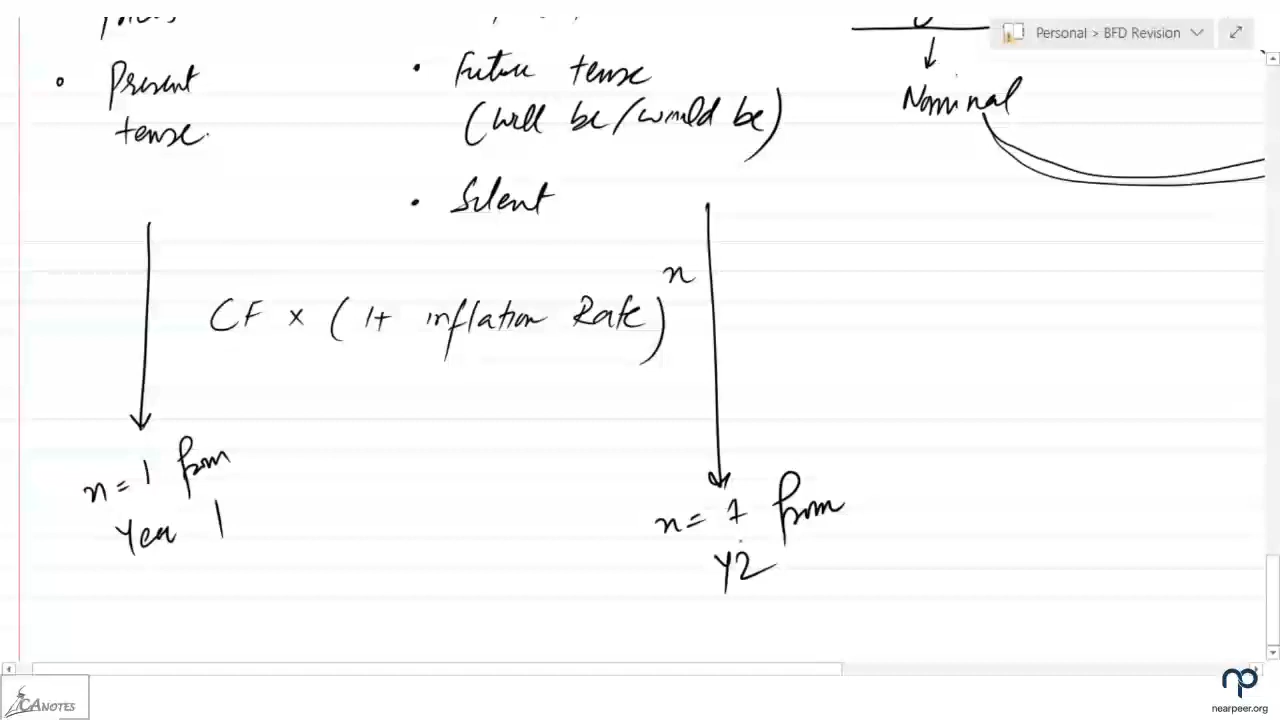 Personal > BFD Revision
• Present
tense.
• Future tense
(will be/would be)
• Silent
Nominal
CF × (1+ inflation Rate)^n
n = 1 from
Year 1
n = 1 from
Y2
CANOTES
np
nearpeer.org